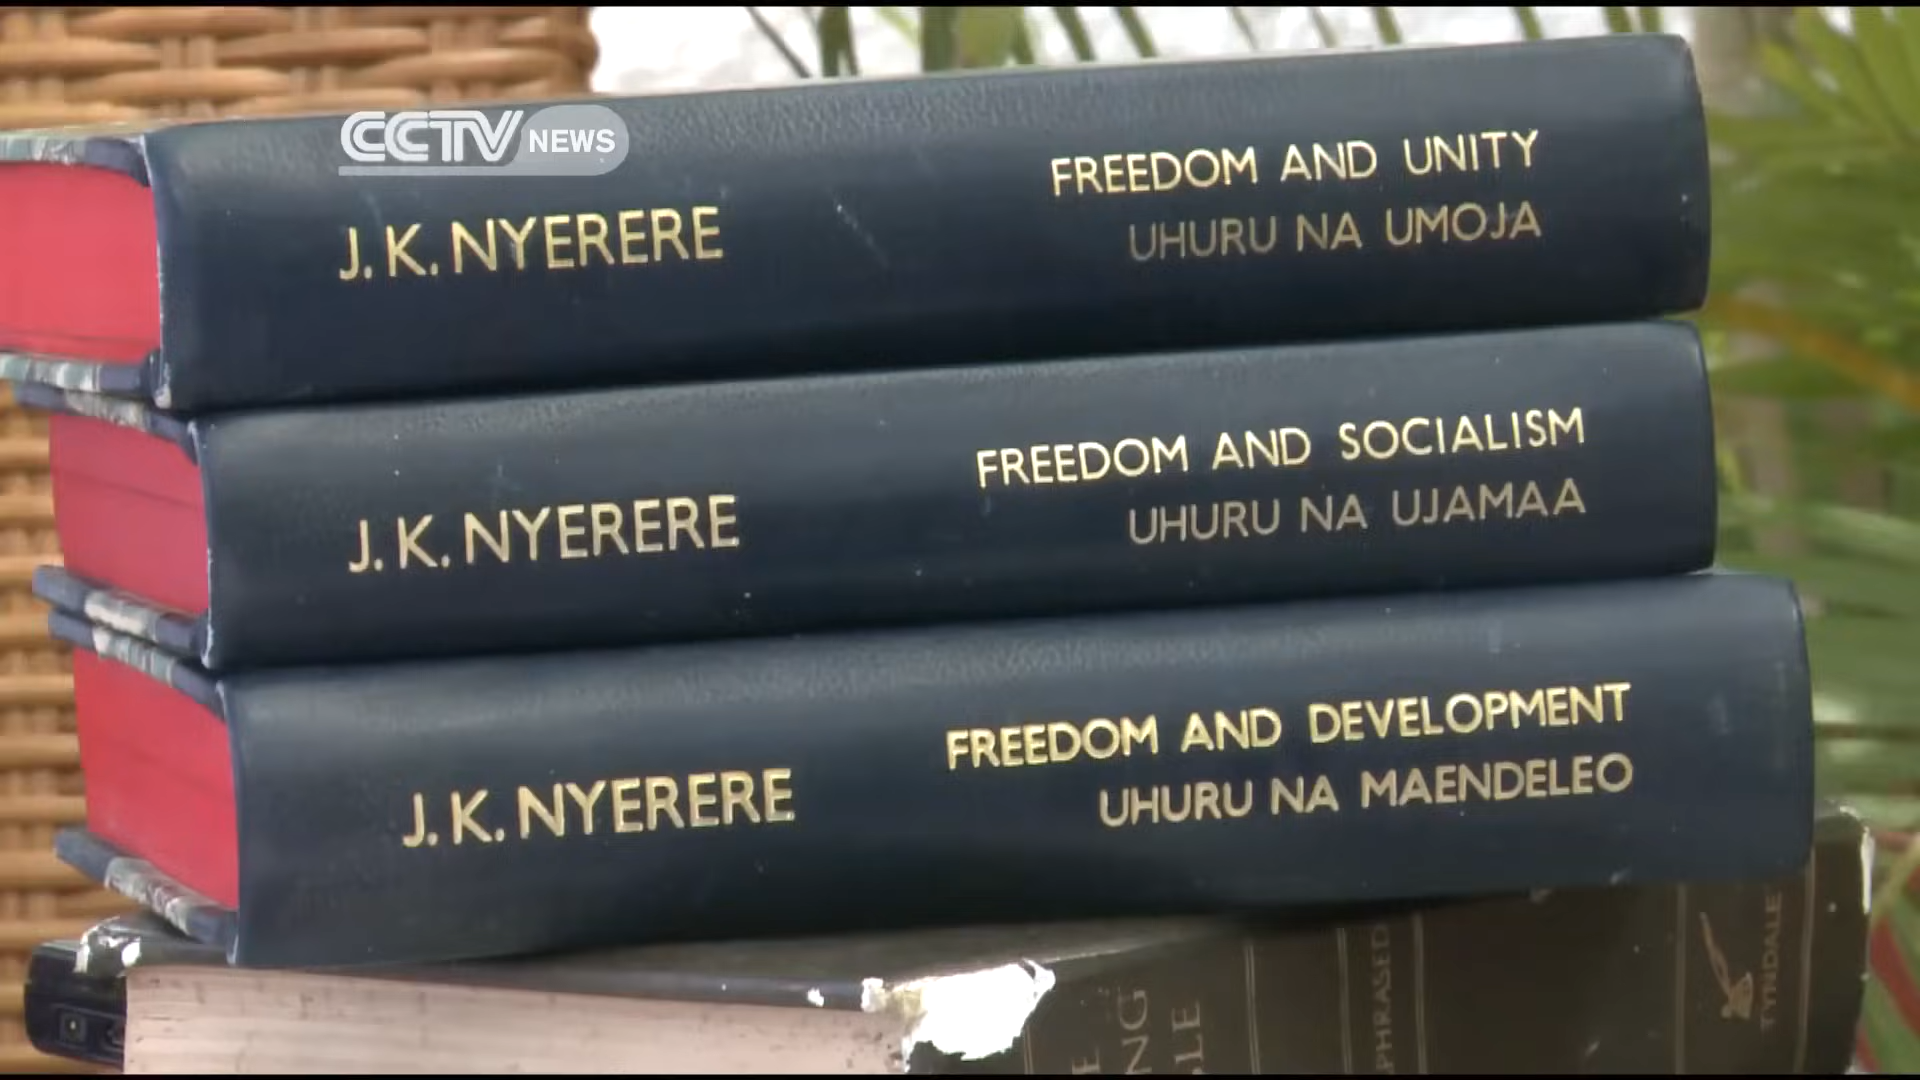 CCTV NEWS
J. K. NYERERE
FREEDOM AND UNITY
UHURU NA UMOJA
J. K. NYERERE
FREEDOM AND SOCIALISM
UHURU NA UJAMAA
J. K. NYERERE
FREEDOM AND DEVELOPMENT
UHURU NA MAENDELEO
TYNDALE